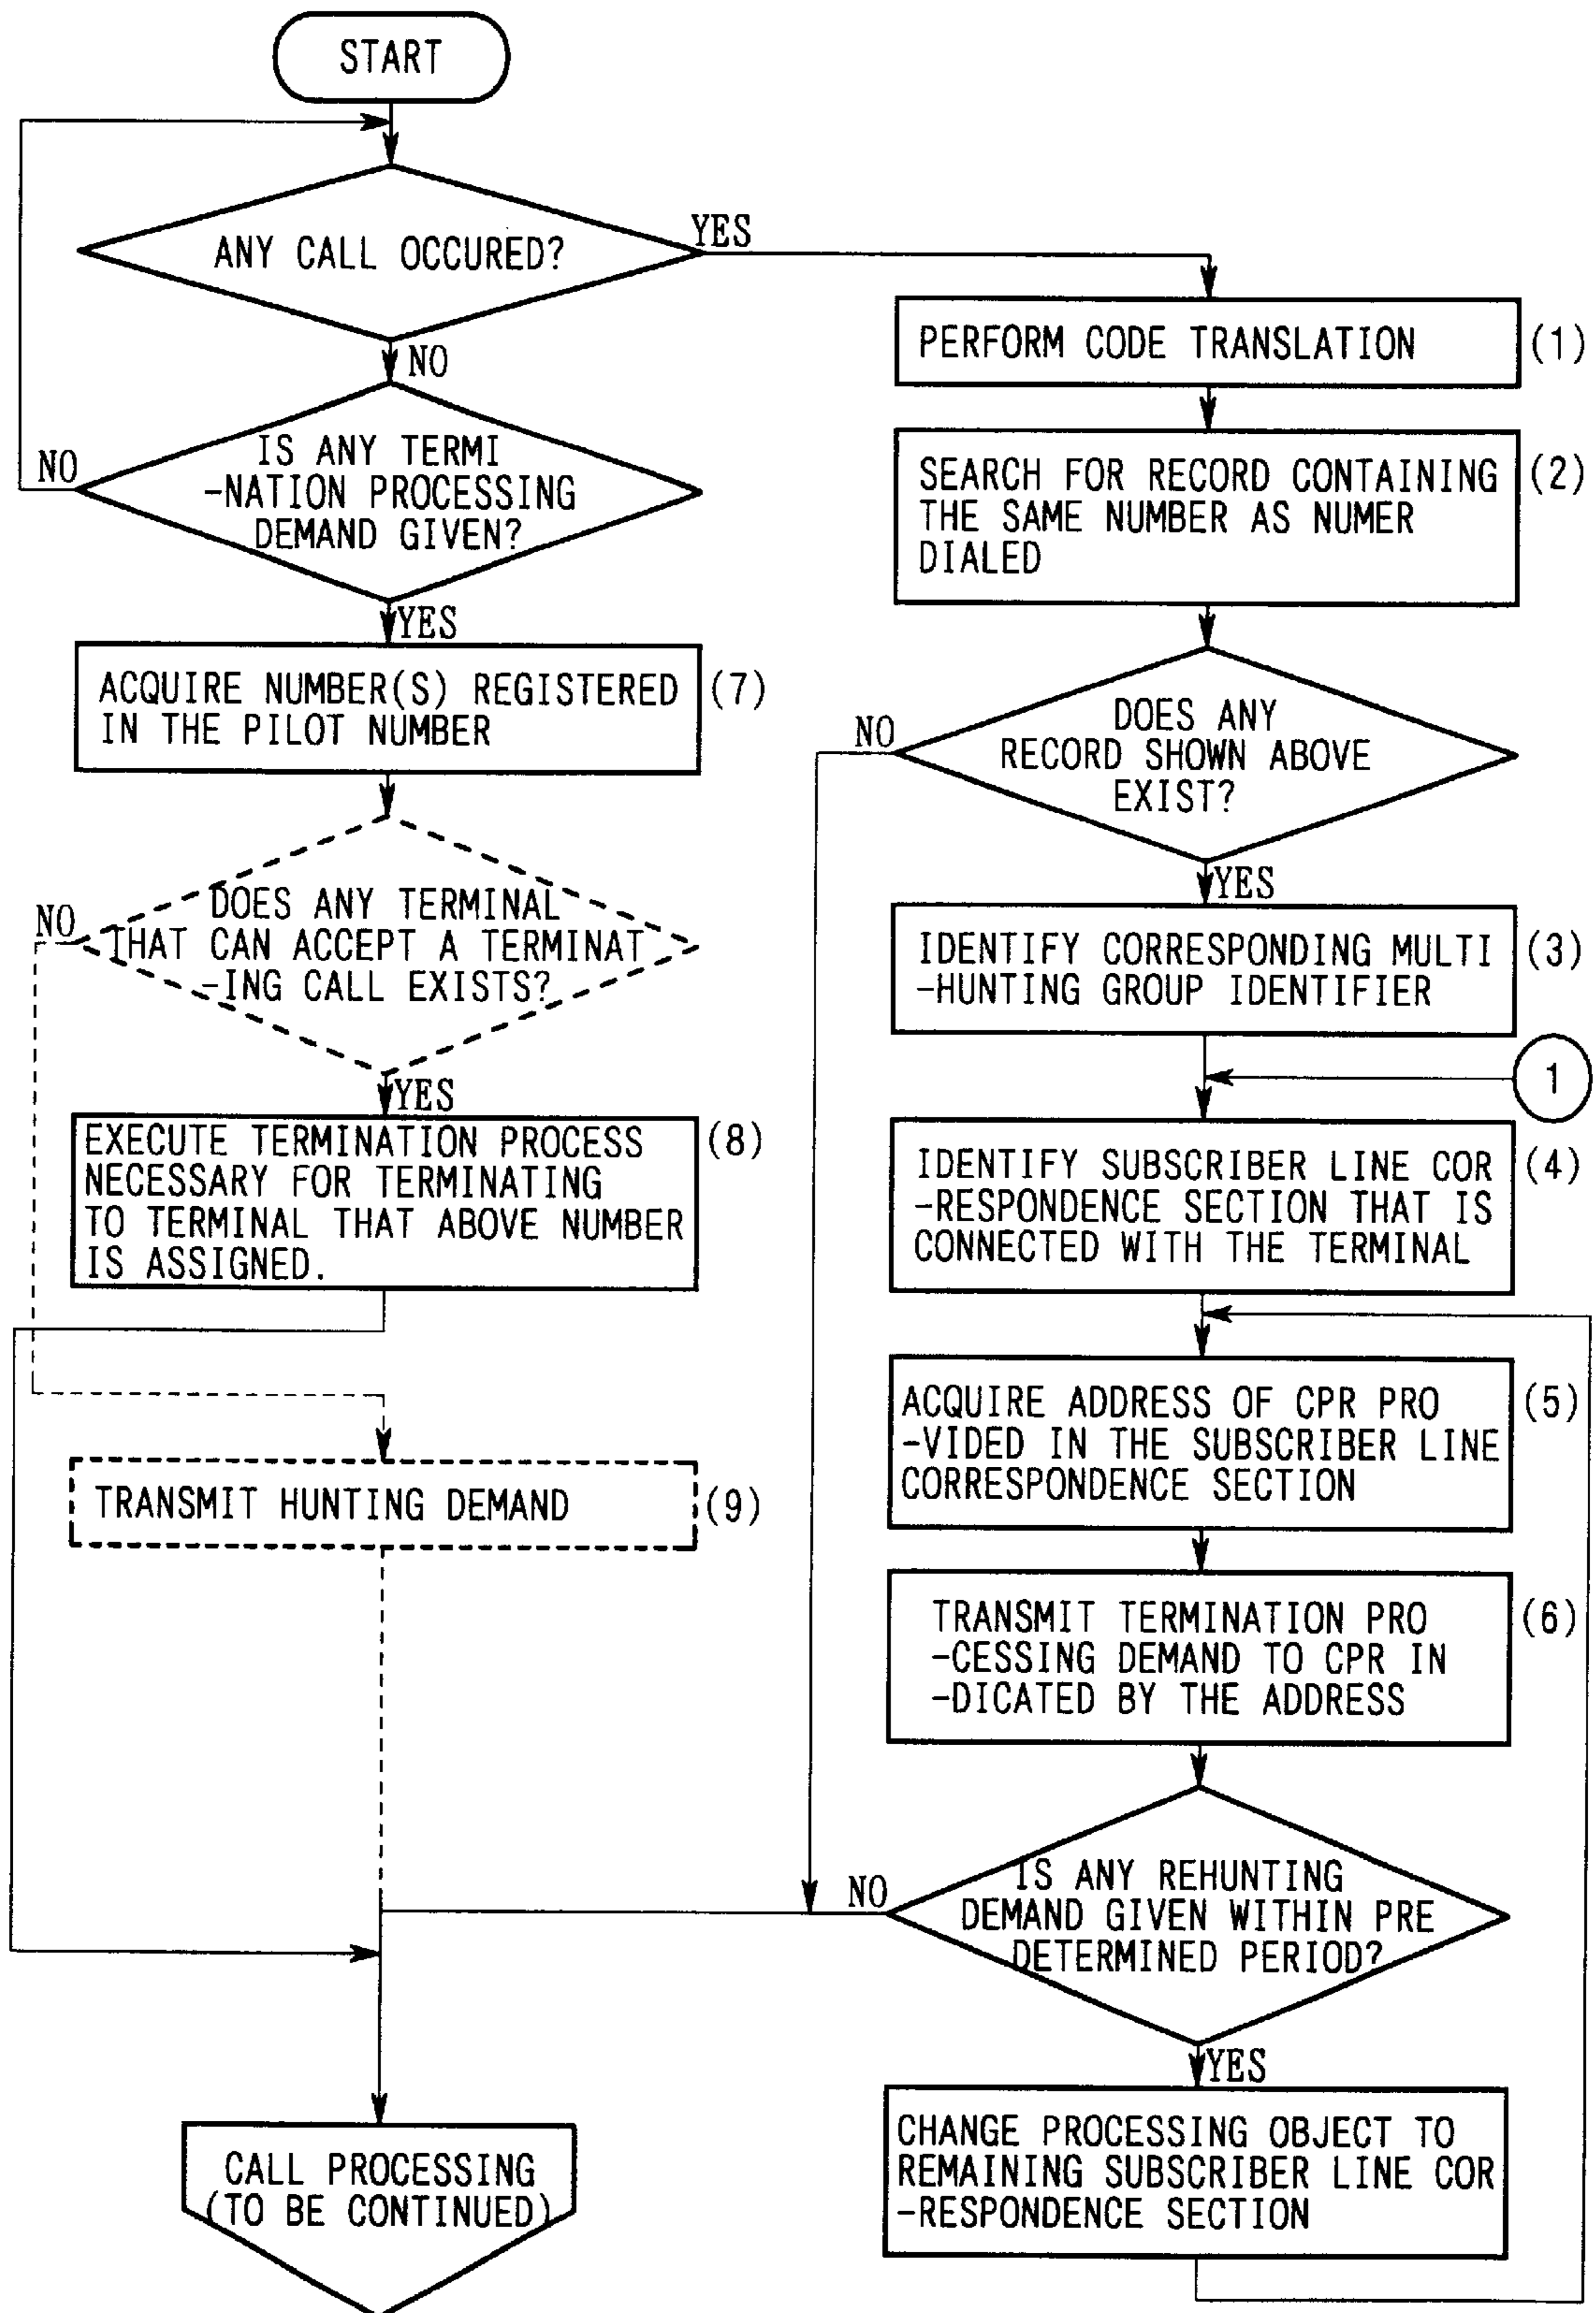 START
ANY CALL OCCURED?
YES
NO
IS ANY TERMI
-NATION PROCESSING
DEMAND GIVEN?
NO
YES
ACQUIRE NUMBER(S) REGISTERED
IN THE PILOT NUMBER
(7)
DOES ANY TERMINAL
THAT CAN ACCEPT A TERMINAT
-ING CALL EXISTS?
NO
YES
EXECUTE TERMINATION PROCESS
NECESSARY FOR TERMINATING
TO TERMINAL THAT ABOVE NUMBER
IS ASSIGNED.
(8)
TRANSMIT HUNTING DEMAND
(9)
CALL PROCESSING
(TO BE CONTINUED)
PERFORM CODE TRANSLATION
(1)
SEARCH FOR RECORD CONTAINING
THE SAME NUMBER AS NUMER
DIALED
(2)
DOES ANY
RECORD SHOWN ABOVE
EXIST?
NO
YES
IDENTIFY CORRESPONDING MULTI
-HUNTING GROUP IDENTIFIER
(3)
1
IDENTIFY SUBSCRIBER LINE COR
-RESPONDENCE SECTION THAT IS
CONNECTED WITH THE TERMINAL
(4)
ACQUIRE ADDRESS OF CPR PRO
-VIDED IN THE SUBSCRIBER LINE
CORRESPONDENCE SECTION
(5)
TRANSMIT TERMINATION PRO
-CESSING DEMAND TO CPR IN
-DICATED BY THE ADDRESS
(6)
IS ANY REHUNTING
DEMAND GIVEN WITHIN PRE
DETERMINED PERIOD?
NO
YES
CHANGE PROCESSING OBJECT TO
REMAINING SUBSCRIBER LINE COR
-RESPONDENCE SECTION